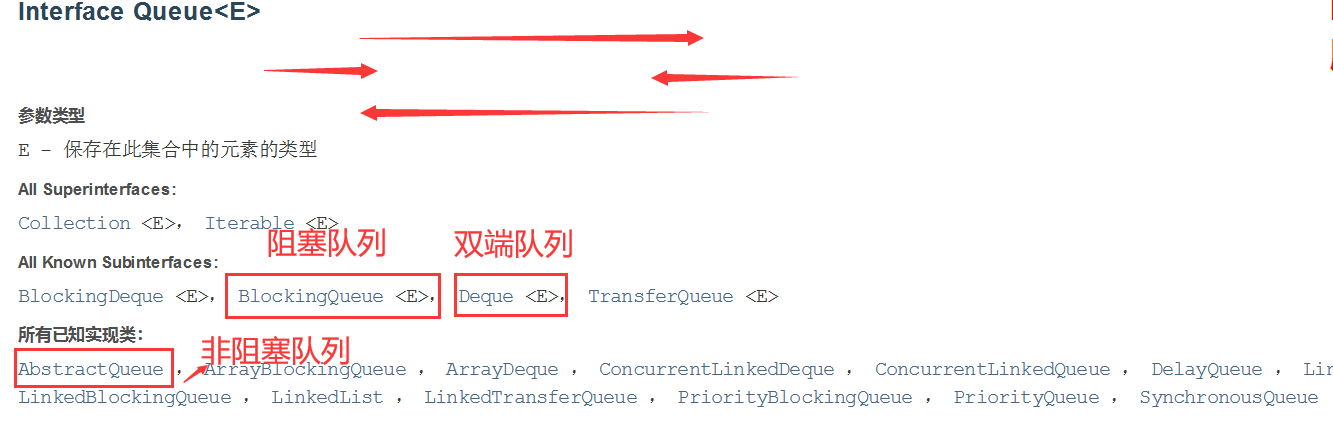 Interface Queue<E>
参数类型
E – 保存在此集合中的元素的类型
All Superinterfaces:
Collection <E>, Iterable <E>
阻塞队列 双端队列
All Known Subinterfaces:
BlockingDeque <E>, BlockingQueue <E>, Deque <E>, TransferQueue <E>
所有已知实现类:
非阻塞队列
AbstractQueue , ArrayBlockingQueue , ArrayDeque , ConcurrentLinkedDeque , ConcurrentLinkedQueue , DelayQueue ,
LinkedBlockingQueue , LinkedList , LinkedTransferQueue , PriorityBlockingQueue , PriorityQueue , SynchronousQueue